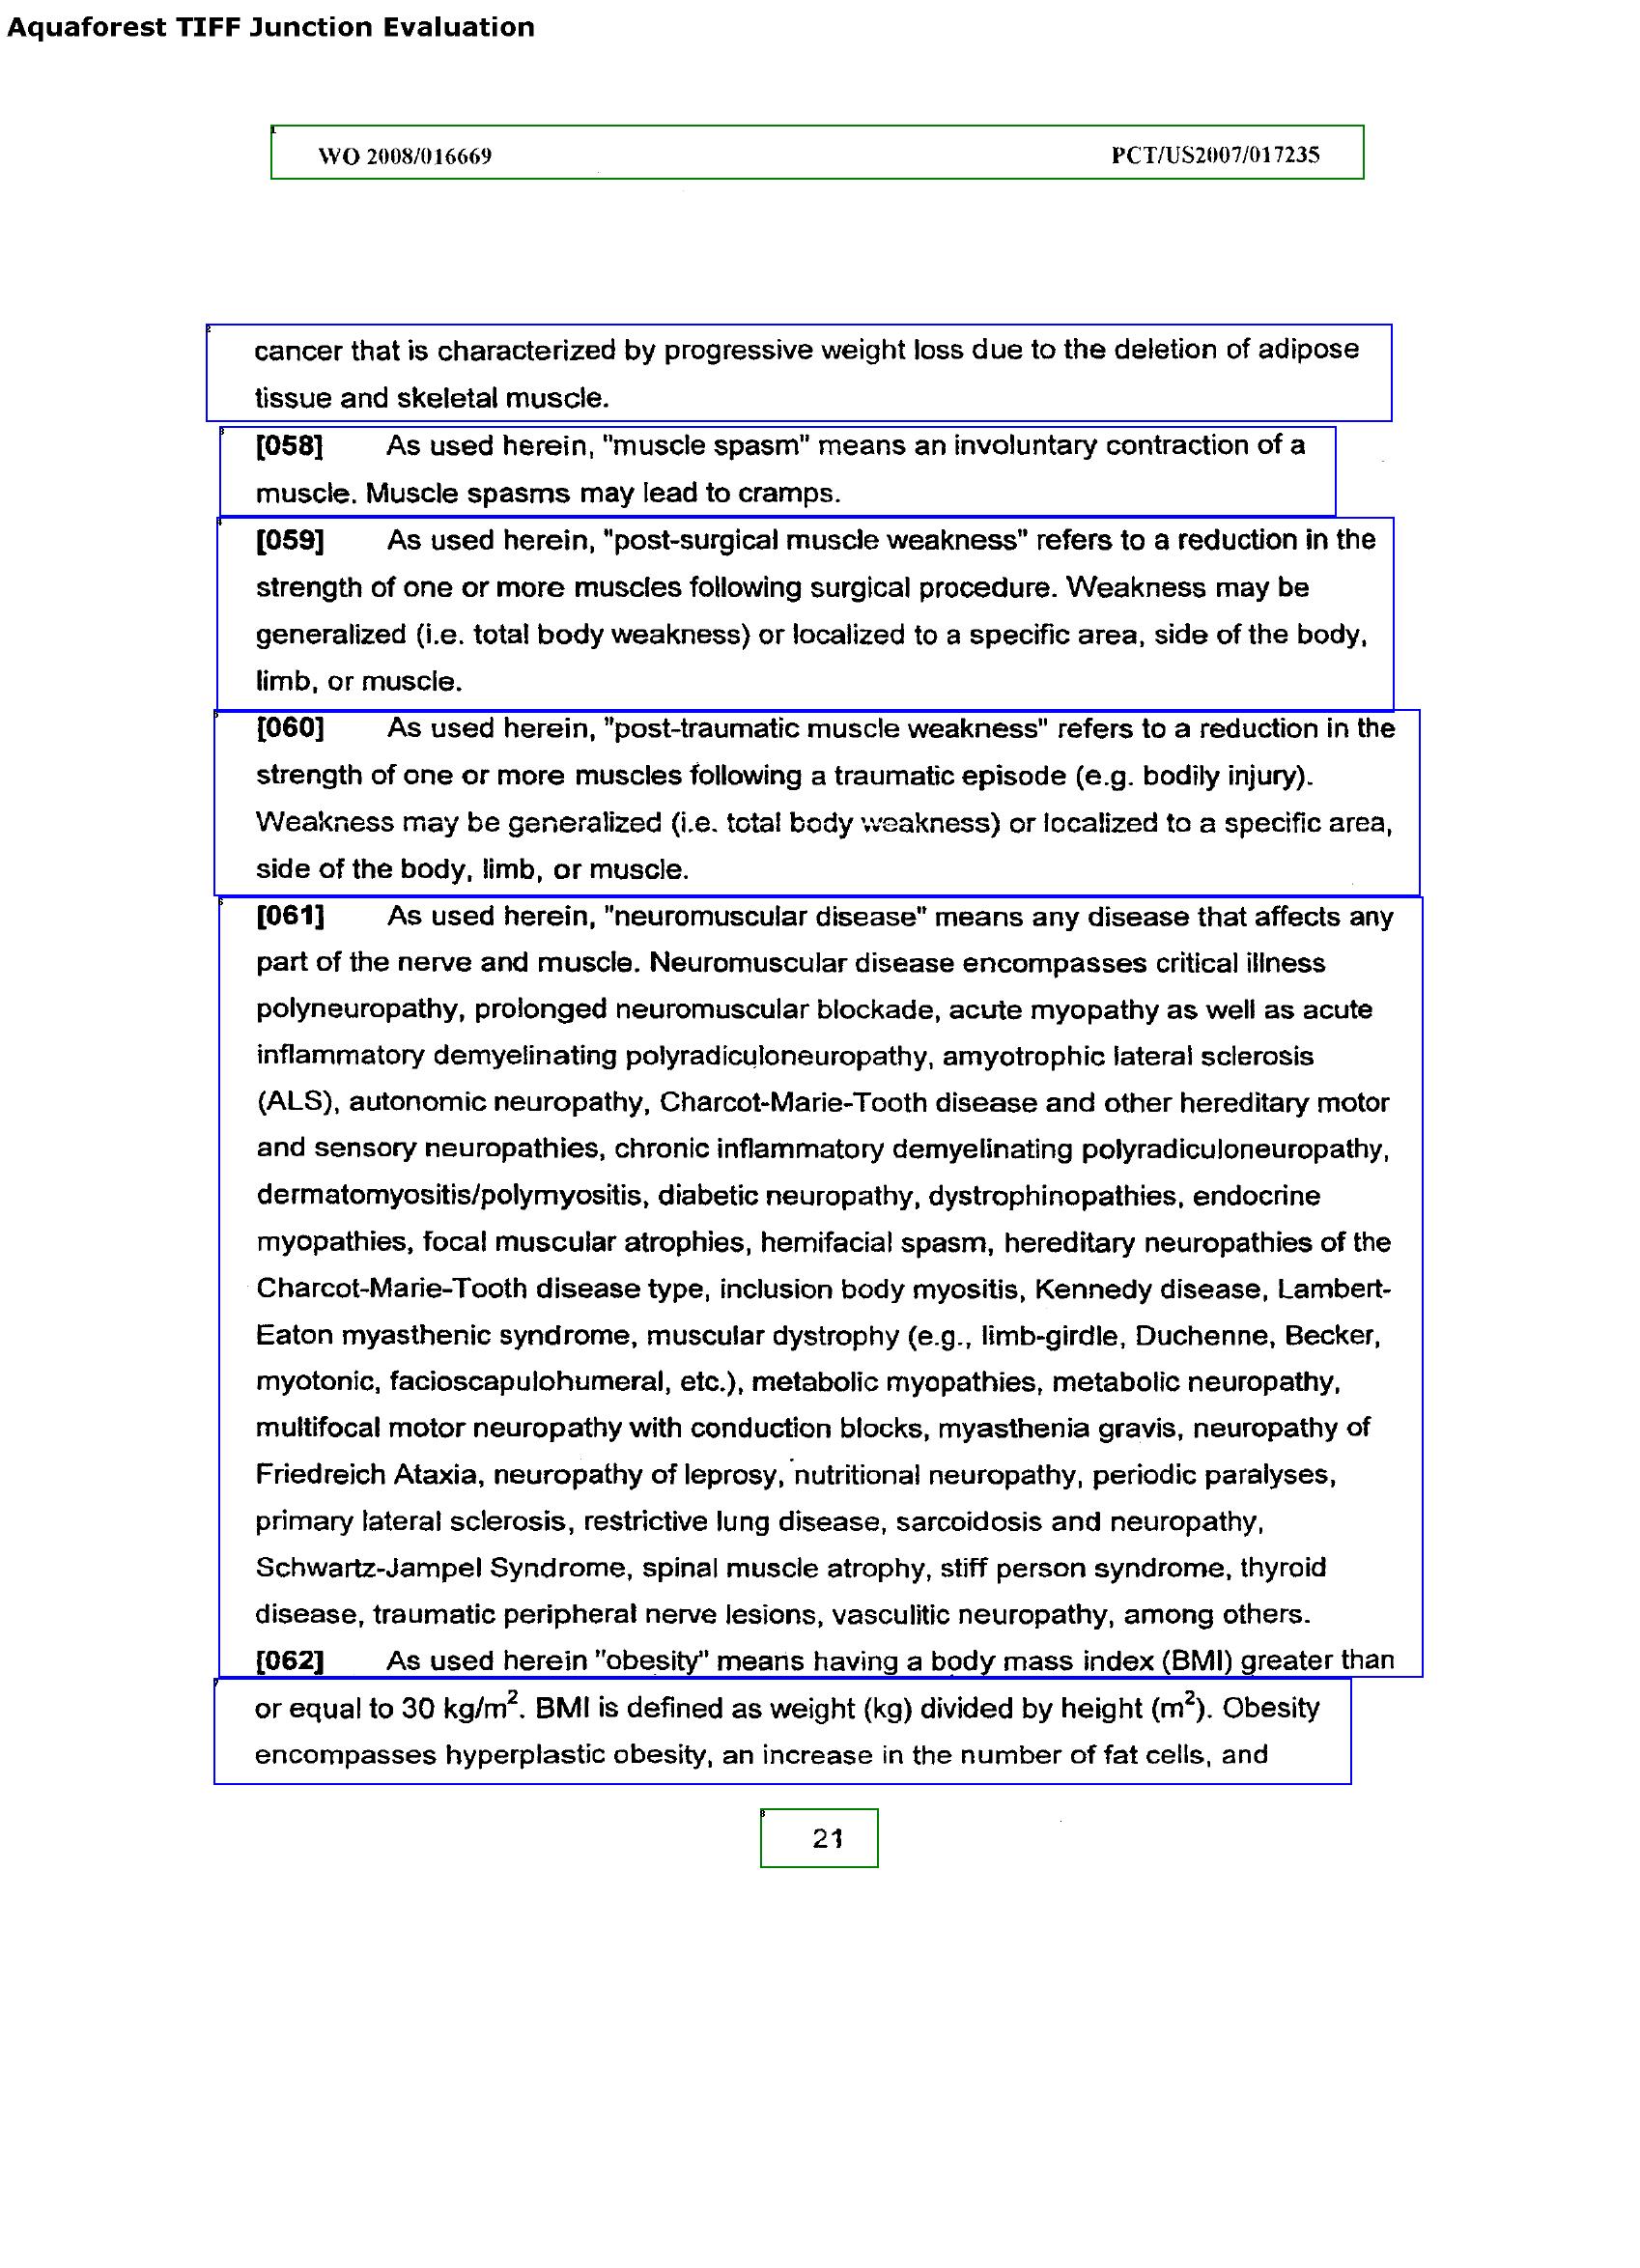 Aquaforest TIFF Junction Evaluation
WO 2008/016669 PCT/US2007/017235
cancer that is characterized by progressive weight loss due to the deletion of adipose
tissue and skeletal muscle.
[058] As used herein, "muscle spasm" means an involuntary contraction of a
muscle. Muscle spasms may lead to cramps.
[059] As used herein, "post-surgical muscle weakness" refers to a reduction in the
strength of one or more muscles following surgical procedure. Weakness may be
generalized (i.e. total body weakness) or localized to a specific area, side of the body,
limb, or muscle.
[060] As used herein, "post-traumatic muscle weakness" refers to a reduction in the
strength of one or more muscles following a traumatic episode (e.g. bodily injury).
Weakness may be generalized (i.e. total body weakness) or localized to a specific area,
side of the body, limb, or muscle.
[061] As used herein, "neuromuscular disease" means any disease that affects any
part of the nerve and muscle. Neuromuscular disease encompasses critical illness
polyneuropathy, prolonged neuromuscular blockade, acute myopathy as well as acute
inflammatory demyelinating polyradiculoneuropathy, amyotrophic lateral sclerosis
(ALS), autonomic neuropathy, Charcot-Marie-Tooth disease and other hereditary motor
and sensory neuropathies, chronic inflammatory demyelinating polyradiculoneuropathy,
dermatomyositis/polymyositis, diabetic neuropathy, dystrophinopathies, endocrine
myopathies, focal muscular atrophies, hemifacial spasm, hereditary neuropathies of the
Charcot-Marie-Tooth disease type, inclusion body myositis, Kennedy disease, Lambert-
Eaton myasthenic syndrome, muscular dystrophy (e.g., limb-girdle, Duchenne, Becker,
myotonic, facioscapulohumeral, etc.), metabolic myopathies, metabolic neuropathy,
multifocal motor neuropathy with conduction blocks, myasthenia gravis, neuropathy of
Friedreich Ataxia, neuropathy of leprosy, nutritional neuropathy, periodic paralyses,
primary lateral sclerosis, restrictive lung disease, sarcoidosis and neuropathy,
Schwartz-Jampel Syndrome, spinal muscle atrophy, stiff person syndrome, thyroid
disease, traumatic peripheral nerve lesions, vasculitic neuropathy, among others.
[062] As used herein "obesity" means having a body mass index (BMI) greater than
or equal to 30 kg/m². BMI is defined as weight (kg) divided by height (m²). Obesity
encompasses hyperplastic obesity, an increase in the number of fat cells, and
21